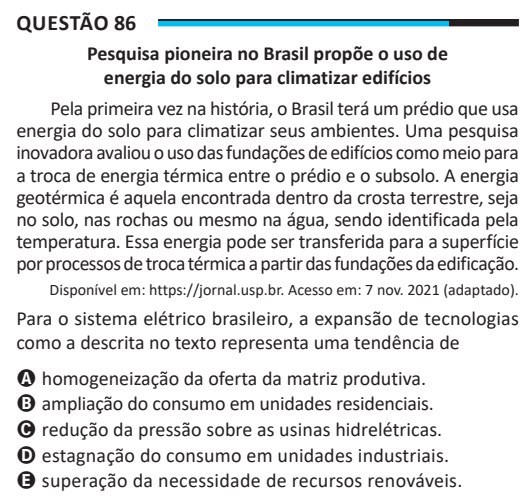 QUESTÃO 86
Pesquisa pioneira no Brasil propõe o uso de
energia do solo para climatizar edifícios
Pela primeira vez na história, o Brasil terá um prédio que usa
energia do solo para climatizar seus ambientes. Uma pesquisa
inovadora avaliou o uso das fundações de edifícios como meio para
a troca de energia térmica entre o prédio e o subsolo. A energia
geotérmica é aquela encontrada dentro da crosta terrestre, seja
no solo, nas rochas ou mesmo na água, sendo identificada pela
temperatura. Essa energia pode ser transferida para a superfície
por processos de troca térmica a partir das fundações da edificação.
Disponível em: https://jornal.usp.br. Acesso em: 7 nov. 2021 (adaptado).
Para o sistema elétrico brasileiro, a expansão de tecnologias
como a descrita no texto representa uma tendência de
A homogeneização da oferta da matriz produtiva.
B ampliação do consumo em unidades residenciais.
C redução da pressão sobre as usinas hidrelétricas.
D estagnação do consumo em unidades industriais.
E superação da necessidade de recursos renováveis.